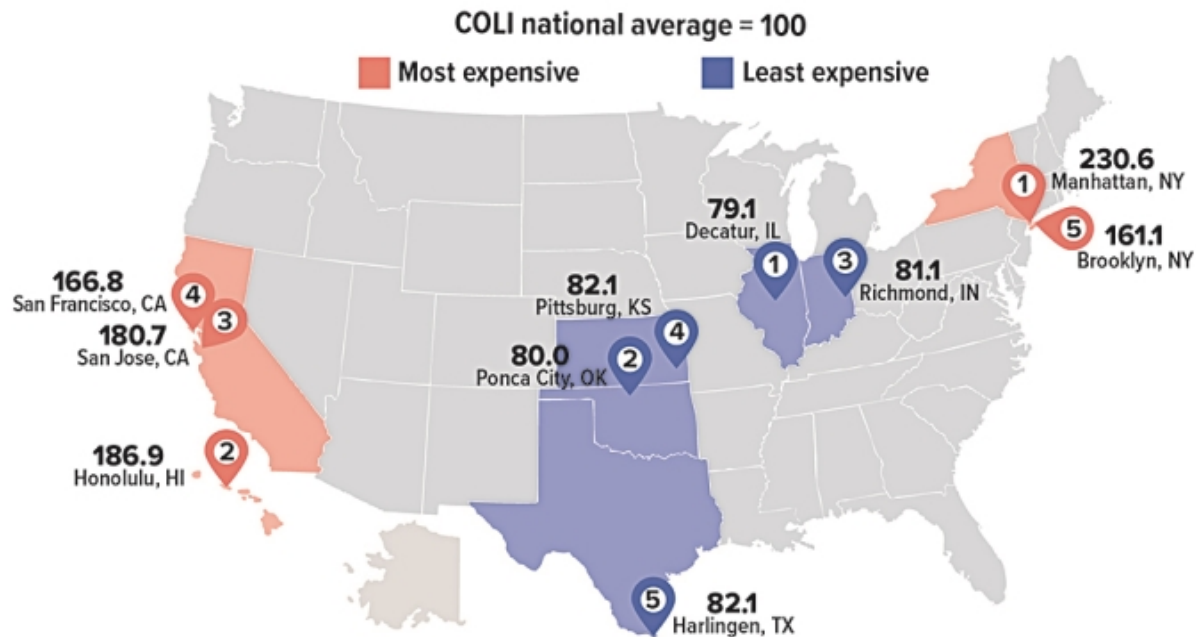 COLI national average = 100
Most expensive
Least expensive
1
230.6
Manhattan, NY
5
161.1
Brooklyn, NY
79.1
Decatur, IL
1
3
81.1
Richmond, IN
82.1
Pittsburg, KS
4
80.0
Ponca City, OK
2
166.8
San Francisco, CA
4
3
180.7
San Jose, CA
186.9
Honolulu, HI
2
5
82.1
Harlingen, TX